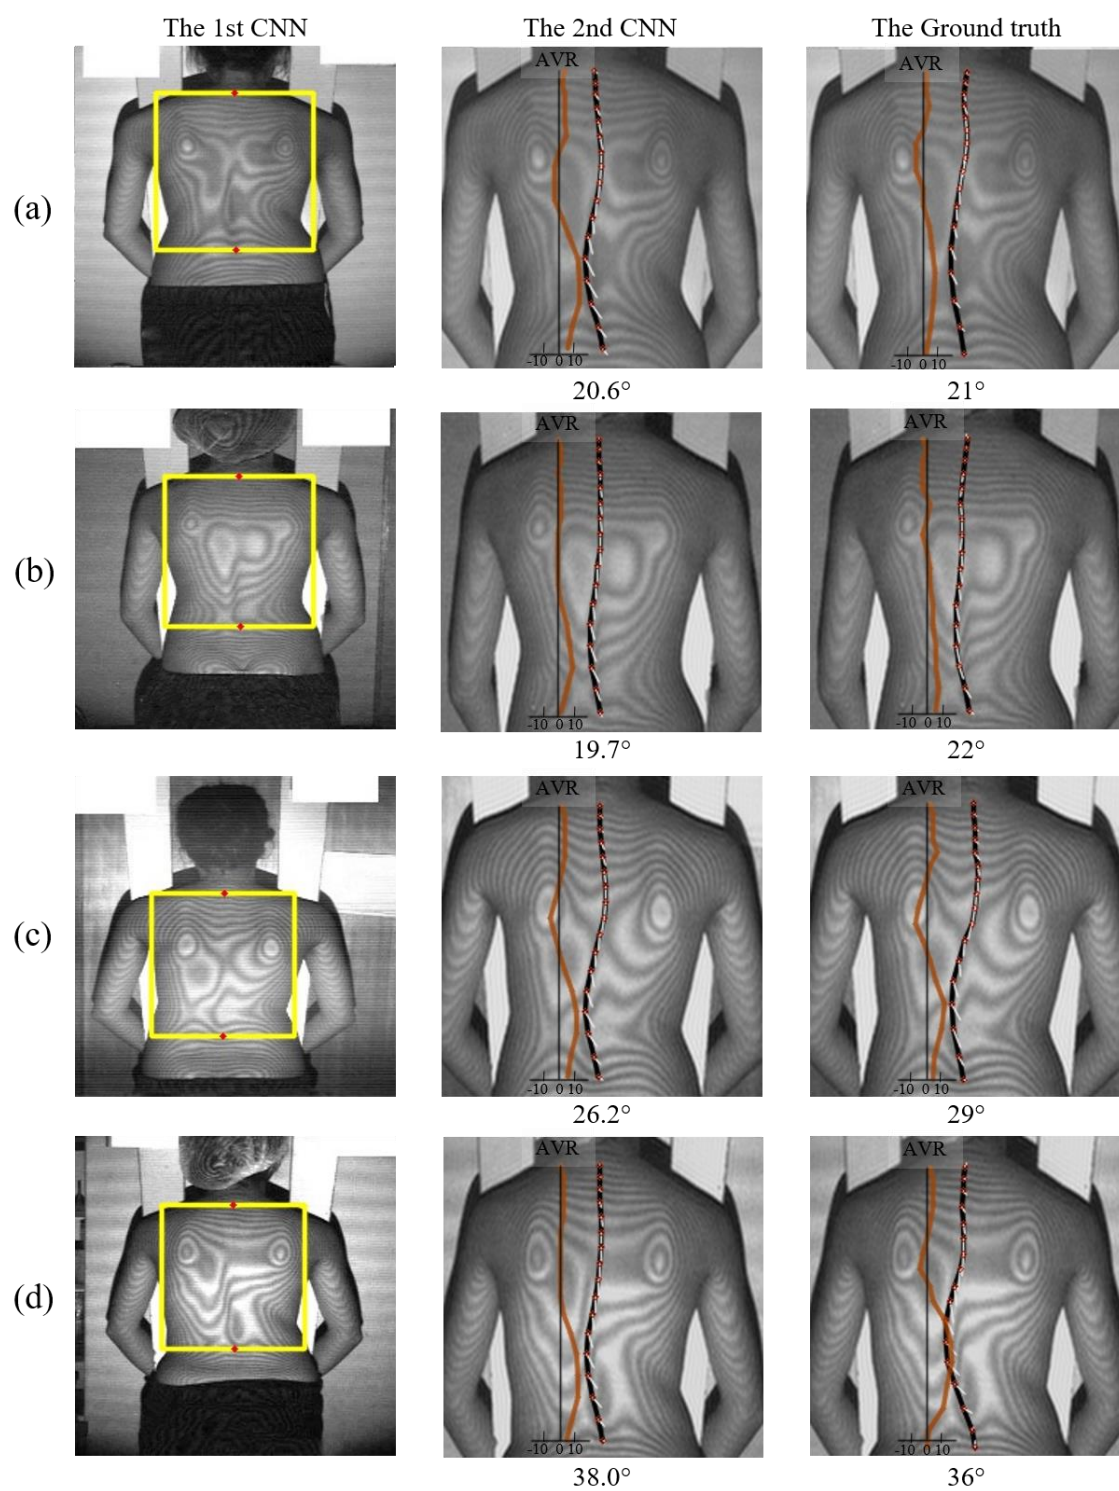 The 1st CNN The 2nd CNN The Ground truth
(a)
AVR AVR
-10 0 10 -10 0 10
20.6° 21°
(b)
AVR AVR
-10 0 10 -10 0 10
19.7° 22°
(c)
AVR AVR
-10 0 10 -10 0 10
26.2° 29°
(d)
AVR AVR
-10 0 10 -10 0 10
38.0° 36°